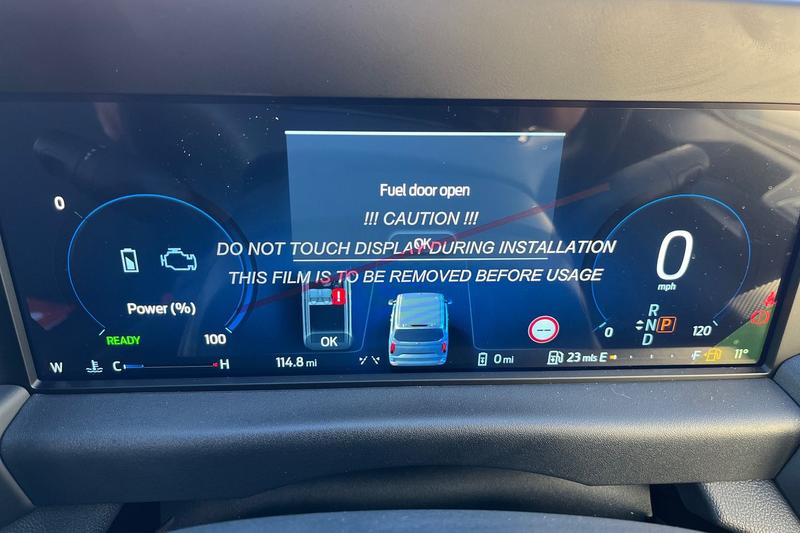 Fuel door open
!!! CAUTION !!!
OK
DO NOT TOUCH DISPLAY DURING INSTALLATION
THIS FILM IS TO BE REMOVED BEFORE USAGE
0
Power (%)
READY
100
!
OK
0
mph
R
N P
D
0
120
W
C
H
114.8 mi
--
0 mi
23 mls E
F
11°